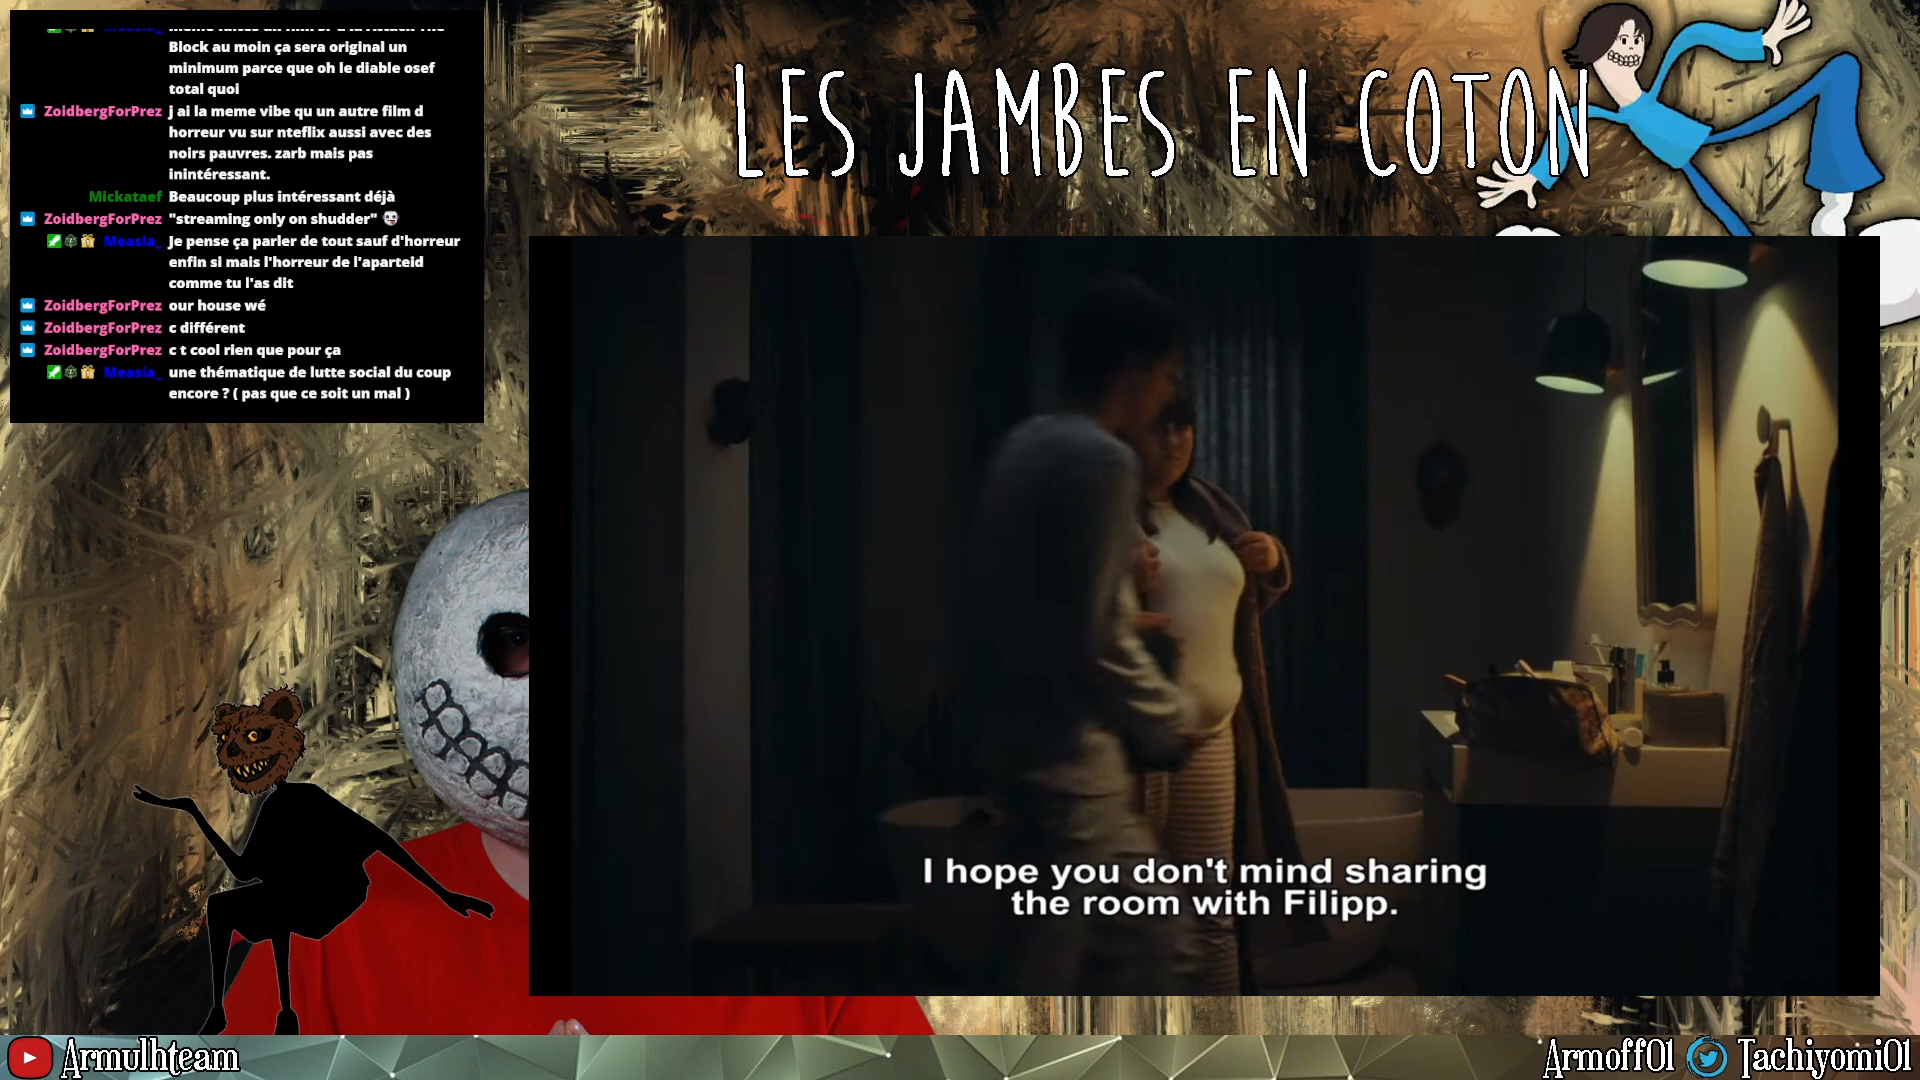 Block au moin ça sera original un
minimum parce que oh le diable osef
total quoi
ZoidbergForPrez j ai la meme vibe qu un autre film d
horreur vu sur nteflix aussi avec des
noirs pauvres. zarb mais pas
inintéressant.
Mickataef Beaucoup plus intéressant déjà
ZoidbergForPrez "streaming only on shudder"
Measia_ Je pense ça parler de tout sauf d'horreur
enfin si mais l'horreur de l'aparteid
comme tu l'as dit
ZoidbergForPrez our house wé
ZoidbergForPrez c différent
ZoidbergForPrez c t cool rien que pour ça
Measia_ une thématique de lutte social du coup
encore ? ( pas que ce soit un mal )
LES JAMBES EN COTON
I hope you don't mind sharing
the room with Filipp.
Armulhteam
Armoff01
Tachiyomi01